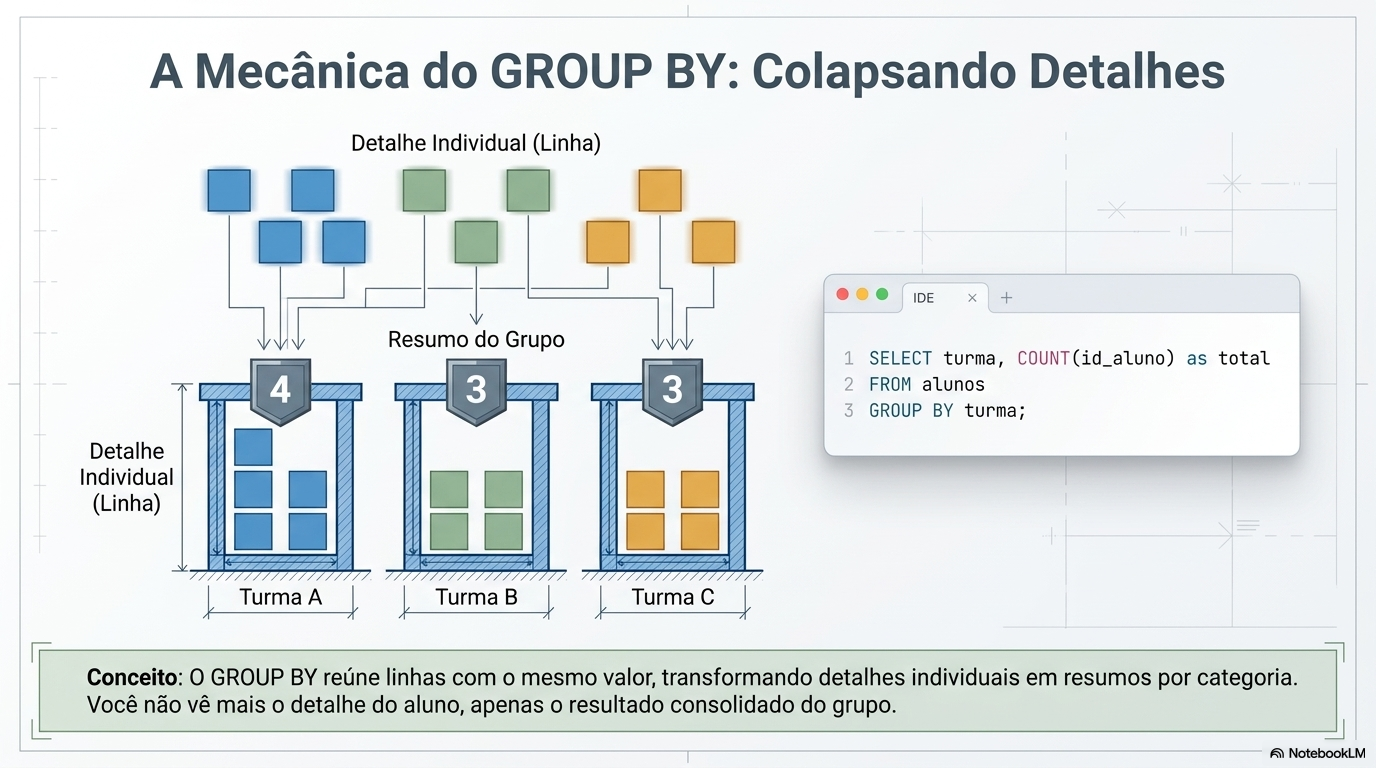 A Mecânica do GROUP BY: Colapsando Detalhes
Detalhe Individual (Linha)
Resumo do Grupo
4
3
3
Detalhe
Individual
(Linha)
Turma A
Turma B
Turma C
IDE × +
1 SELECT turma, COUNT(id_aluno) as total
2 FROM alunos
3 GROUP BY turma;
Conceito: O GROUP BY reúne linhas com o mesmo valor, transformando detalhes individuais em resumos por categoria.
Você não vê mais o detalhe do aluno, apenas o resultado consolidado do grupo.
NotebookLM